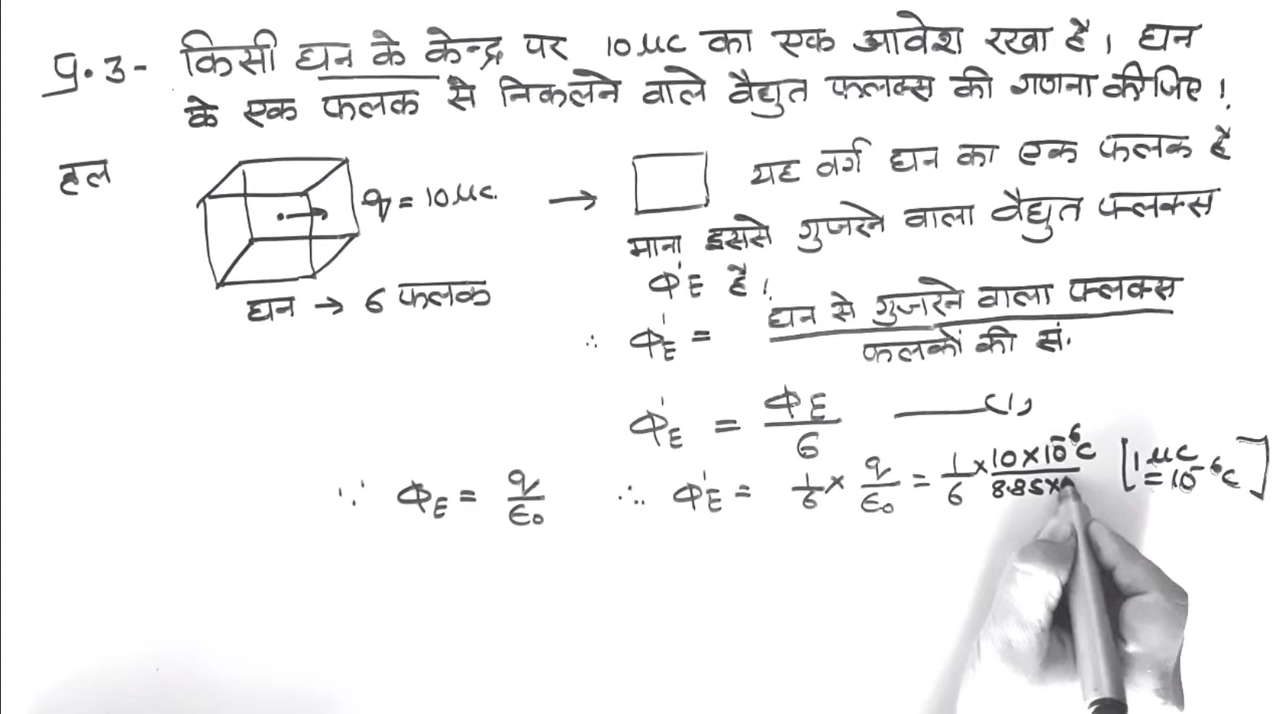 प्र.3- किसी घन के केन्द्र पर 10 μC का एक आवेश रखा है। घन
के एक फलक से निकलने वाले वैद्युत फ्लक्स की गणना कीजिए।
हल
q = 10 μC.
घन → 6 फलक
→ यह वर्ग घन का एक फलक है
माना इससे गुजरने वाला वैद्युत फ्लक्स
Φ'E है।
∴ Φ'E = घन से गुजरने वाला फ्लक्स / फलकों की सं.
Φ'E = ΦE / 6 —— (1)
∵ ΦE = q / ε₀ ∴ Φ'E = 1/6 × q/ε₀ = 1/6 × 10×10⁻⁶C / 8.85× [1 μC = 10⁻⁶C]